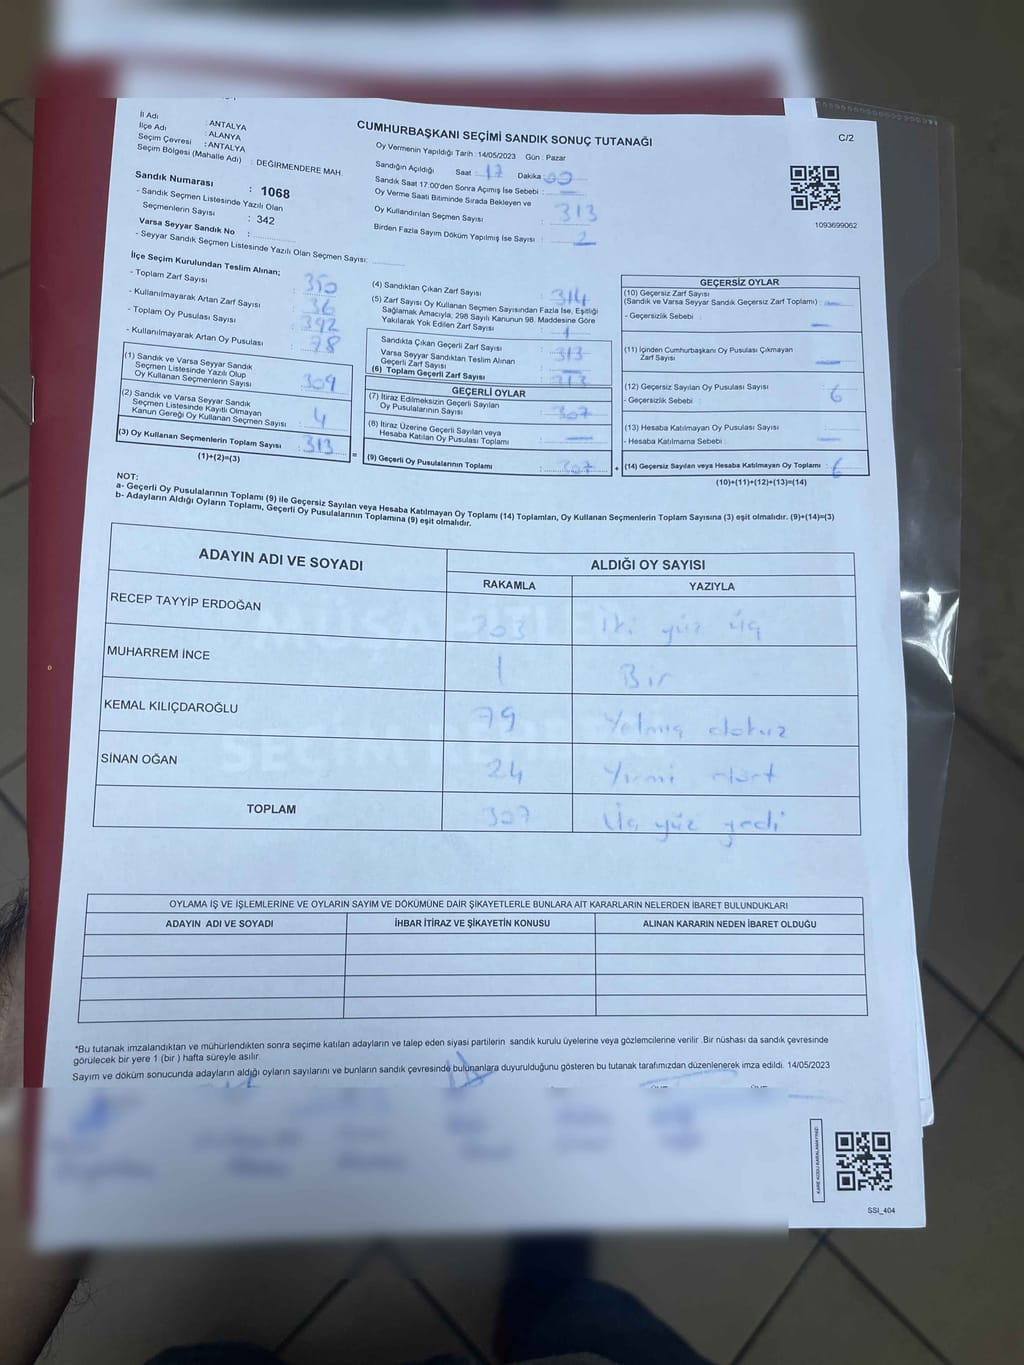 İl Adı : ANTALYA
İlçe Adı : ALANYA
Seçim Çevresi : ANTALYA
Seçim Bölgesi (Mahalle Adı) : DEĞİRMENDERE MAH.
Sandık Numarası : 1068
- Sandık Seçmen Listesinde Yazılı Olan
Seçmenlerin Sayısı : 342
Varsa Seyyar Sandık No :
- Seyyar Sandık Seçmen Listesinde Yazılı Olan Seçmen Sayısı:
CUMHURBAŞKANI SEÇİMİ SANDIK SONUÇ TUTANAĞI
C/2
Oy Vermenin Yapıldığı Tarih : 14/05/2023 Gün : Pazar
Sandığın Açıldığı Saat : 17 Dakika : 00
Sandık Saat 17:00'den Sonra Açımış İse Sebebi : —
Oy Verme Saati Bitiminde Sırada Bekleyen ve
Oy Kullandırılan Seçmen Sayısı : 313
Birden Fazla Sayım Döküm Yapılmış İse Sayısı : 2
1093699062
İlçe Seçim Kurulundan Teslim Alınan;
- Toplam Zarf Sayısı : 350
- Kullanılmayarak Artan Zarf Sayısı : 36
- Toplam Oy Pusulası Sayısı : 392
- Kullanılmayarak Artan Oy Pusulası : 78
(1) Sandık ve Varsa Seyyar Sandık
Seçmen Listesinde Yazılı Olup
Oy Kullanan Seçmenlerin Sayısı : 309
(2) Sandık ve Varsa Seyyar Sandık
Seçmen Listesinde Kayıtlı Olmayan
Kanun Gereği Oy Kullanan Seçmen Sayısı : 4
(3) Oy Kullanan Seçmenlerin Toplam Sayısı : 313
(1)+(2)=(3)
(4) Sandıktan Çıkan Zarf Sayısı : 314
(5) Zarf Sayısı Oy Kullanan Seçmen Sayısından Fazla İse, Eşitliği
Sağlamak Amacıyla, 298 Sayılı Kanunun 98. Maddesine Göre
Yakılarak Yok Edilen Zarf Sayısı : 1
Sandıkta Çıkan Geçerli Zarf Sayısı : 313
Varsa Seyyar Sandıktan Teslim Alınan
Geçerli Zarf Sayısı : —
(6) Toplam Geçerli Zarf Sayısı : 313
GEÇERLİ OYLAR
(7) İtiraz Edilmeksizin Geçerli Sayılan
Oy Pusulalarının Sayısı : 307
(8) İtiraz Üzerine Geçerli Sayılan veya
Hesaba Katılan Oy Pusulası Toplamı : —
(9) Geçerli Oy Pusulalarının Toplamı : 307
=
+
GEÇERSİZ OYLAR
(10) Geçersiz Zarf Sayısı
(Sandık ve Varsa Seyyar Sandık Geçersiz Zarf Toplamı) : —
- Geçersizlik Sebebi : —
(11) İçinden Cumhurbaşkanı Oy Pusulası Çıkmayan
Zarf Sayısı : —
(12) Geçersiz Sayılan Oy Pusulası Sayısı : 6
- Geçersizlik Sebebi :
(13) Hesaba Katılmayan Oy Pusulası Sayısı :
- Hesaba Katılmama Sebebi : —
(14) Geçersiz Sayılan veya Hesaba Katılmayan Oy Toplamı : 6
(10)+(11)+(12)+(13)=(14)
NOT:
a- Geçerli Oy Pusulalarının Toplamı (9) ile Geçersiz Sayılan veya Hesaba Katılmayan Oy Toplamı (14) Toplamları, Oy Kullanan Seçmenlerin Toplam Sayısına (3) eşit olmalıdır. (9)+(14)=(3)
b- Adayların Aldığı Oyların Toplamı, Geçerli Oy Pusulalarının Toplamına (9) eşit olmalıdır.
ADAYIN ADI VE SOYADI ALDIĞI OY SAYISI
RAKAMLA YAZIYLA
RECEP TAYYİP ERDOĞAN 203 İki yüz üç
MUHARREM İNCE 1 Bir
KEMAL KILIÇDAROĞLU 79 Yetmiş dokuz
SİNAN OĞAN 24 Yirmi dört
TOPLAM 307 Üç yüz yedi
OYLAMA İŞ VE İŞLEMLERİNE VE OYLARIN SAYIM VE DÖKÜMÜNE DAİR ŞİKAYETLERLE BUNLARA AİT KARARLARIN NELERDEN İBARET BULUNDUKLARI
ADAYIN ADI VE SOYADI İHBAR İTİRAZ VE ŞİKAYETİN KONUSU ALINAN KARARIN NEDEN İBARET OLDUĞU
*Bu tutanak imzalandıktan ve mühürlendikten sonra seçime katılan adayların ve talep eden siyasi partilerin sandık kurulu üyelerine veya gözlemcilerine verilir .Bir nüshası da sandık çevresinde
görülecek bir yere 1 (bir ) hafta süreyle asılır.
Sayım ve döküm sonucunda adayların aldığı oyların sayılarını ve bunların sandık çevresinde bulunanlara duyurulduğunu gösteren bu tutanak tarafımızdan düzenlenerek imza edildi. 14/05/2023
SSI_404